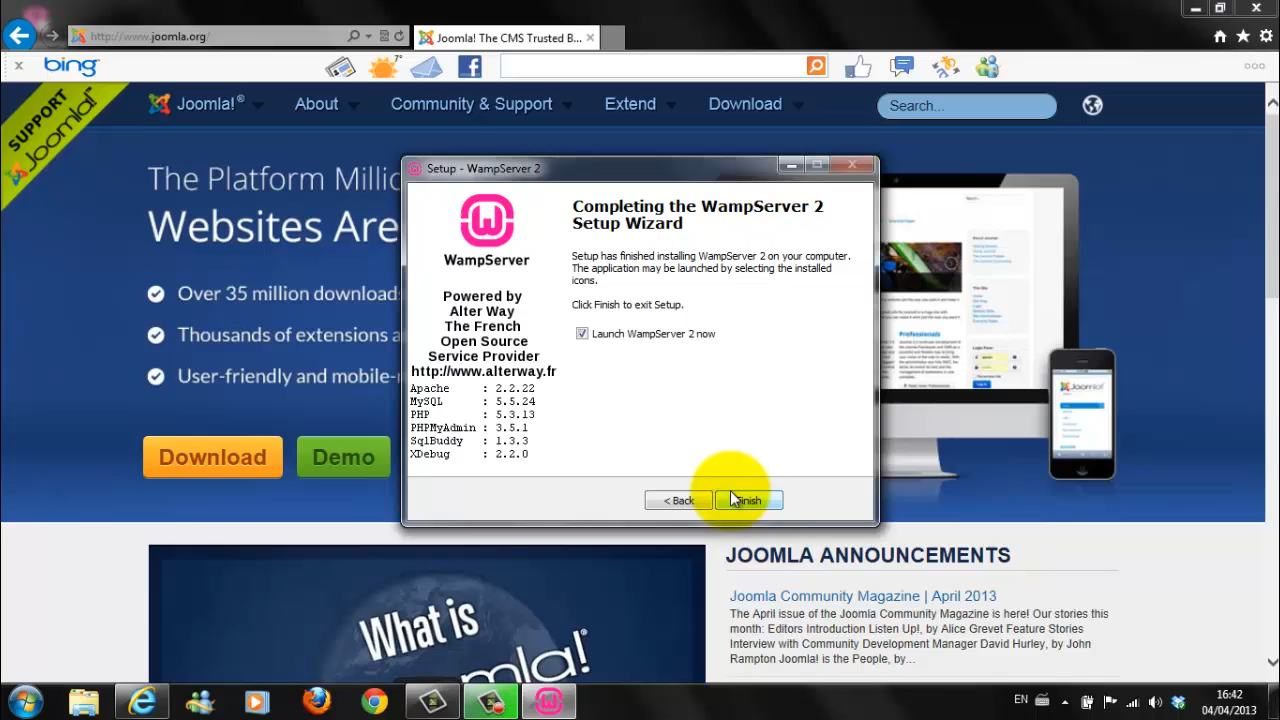 http://www.joomla.org/
Joomla! The CMS Trusted B...
bing
7°
Joomla!®
About
Community & Support
Extend
Download
Search...
SUPPORT
Joomla!
The Platform Milli
Websites Are
Over 35 million downloads
Thousands of extensions a
User-friendly and mobile-r
Download
Demo
Setup - WampServer 2
WampServer
Powered by
Alter Way
The French
Open Source
Service Provider
http://www.alterway.fr
Apache : 2.2.22
MySQL : 5.5.24
PHP : 5.3.13
PHPMyAdmin : 3.5.1
SqlBuddy : 1.3.3
XDebug : 2.2.0
Completing the WampServer 2
Setup Wizard
Setup has finished installing WampServer 2 on your computer.
The application may be launched by selecting the installed
icons.
Click Finish to exit Setup.
Launch WampServer 2 now
< Back
Finish
Professionals
Joomla!
What is
omla!®
JOOMLA ANNOUNCEMENTS
Joomla Community Magazine | April 2013
The April issue of the Joomla Community Magazine is here! Our stories this
month: Editors Introduction Listen Up!, by Alice Grevet Feature Stories
Interview with Community Development Manager David Hurley, by John
Rampton Joomla! is the People, by...
EN
16:42
04/04/2013